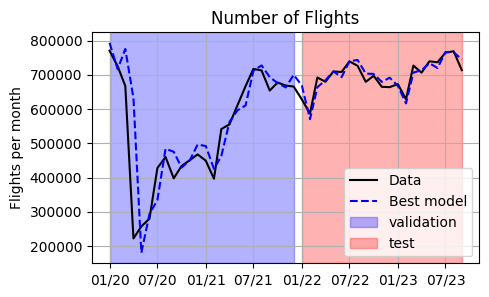 Number of Flights
Flights per month
800000
700000
600000
500000
400000
300000
200000
01/20 07/20 01/21 07/21 01/22 07/22 01/23 07/23
Data
Best model
validation
test